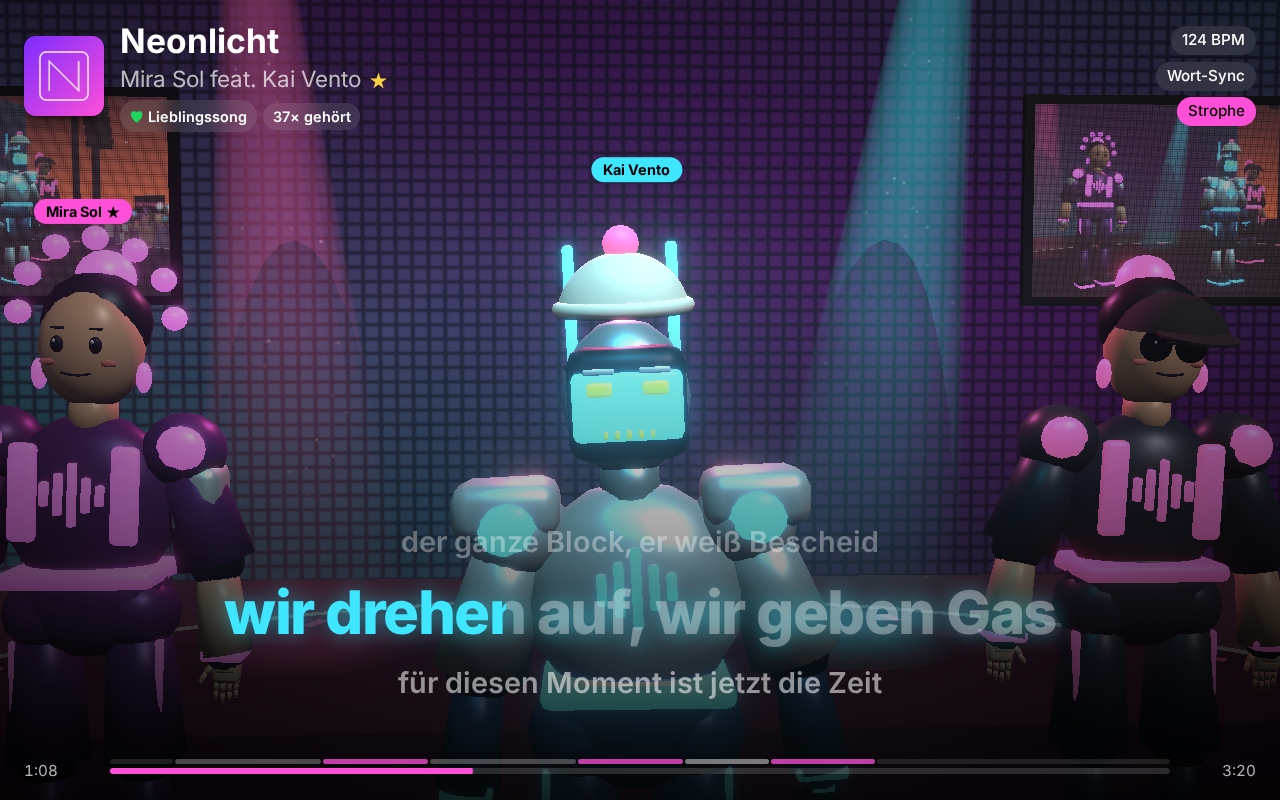 N
Neonlicht
Mira Sol feat. Kai Vento ★
Lieblingssong
37× gehört
124 BPM
Wort-Sync
Strophe
Kai Vento
Mira Sol ★
der ganze Block, er weiß Bescheid
wir drehen auf, wir geben Gas
für diesen Moment ist jetzt die Zeit
1:08
3:20